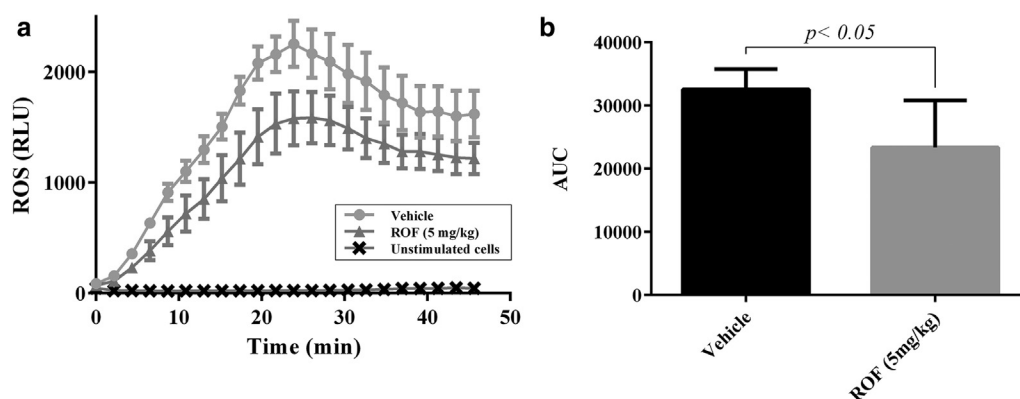 a
ROS (RLU)
2000
1000
0
Vehicle
ROF (5 mg/kg)
Unstimulated cells
0 10 20 30 40 50
Time (min)
b
p< 0.05
AUC
40000
30000
20000
10000
0
Vehicle
ROF (5mg/kg)